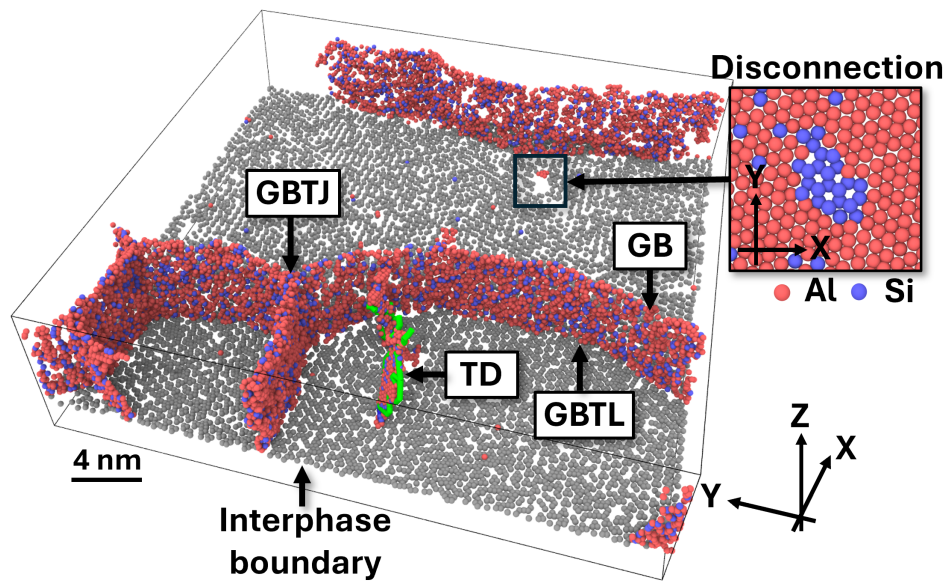 Disconnection
GBTJ
Y
GB
X
Al Si
TD
GBTL
Z
X
4 nm
Y
Interphase
boundary